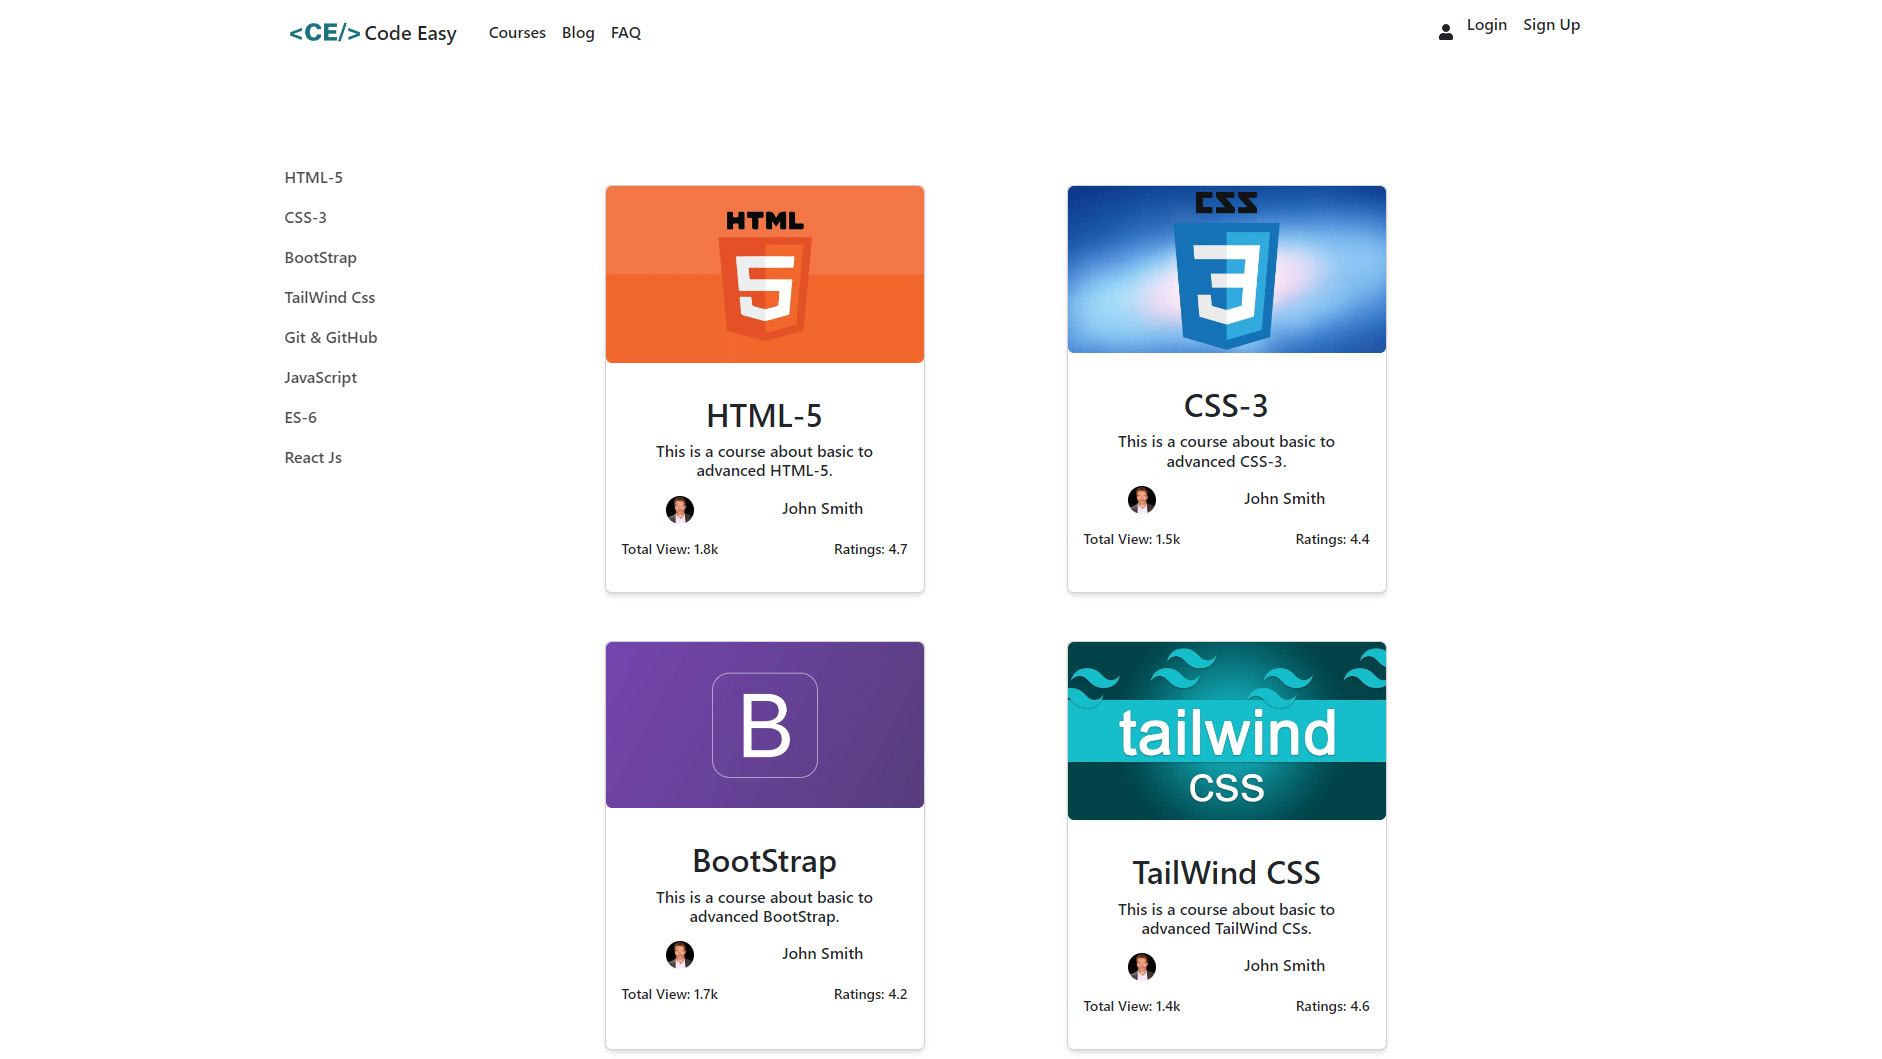 <CE/> Code Easy
Courses
Blog
FAQ
Login
Sign Up
HTML-5
CSS-3
BootStrap
TailWind Css
Git & GitHub
JavaScript
ES-6
React Js
HTML
5
HTML-5
This is a course about basic to
advanced HTML-5.
John Smith
Total View: 1.8k
Ratings: 4.7
CSS
3
CSS-3
This is a course about basic to
advanced CSS-3.
John Smith
Total View: 1.5k
Ratings: 4.4
B
BootStrap
This is a course about basic to
advanced BootStrap.
John Smith
Total View: 1.7k
Ratings: 4.2
tailwind
CSS
TailWind CSS
This is a course about basic to
advanced TailWind CSs.
John Smith
Total View: 1.4k
Ratings: 4.6